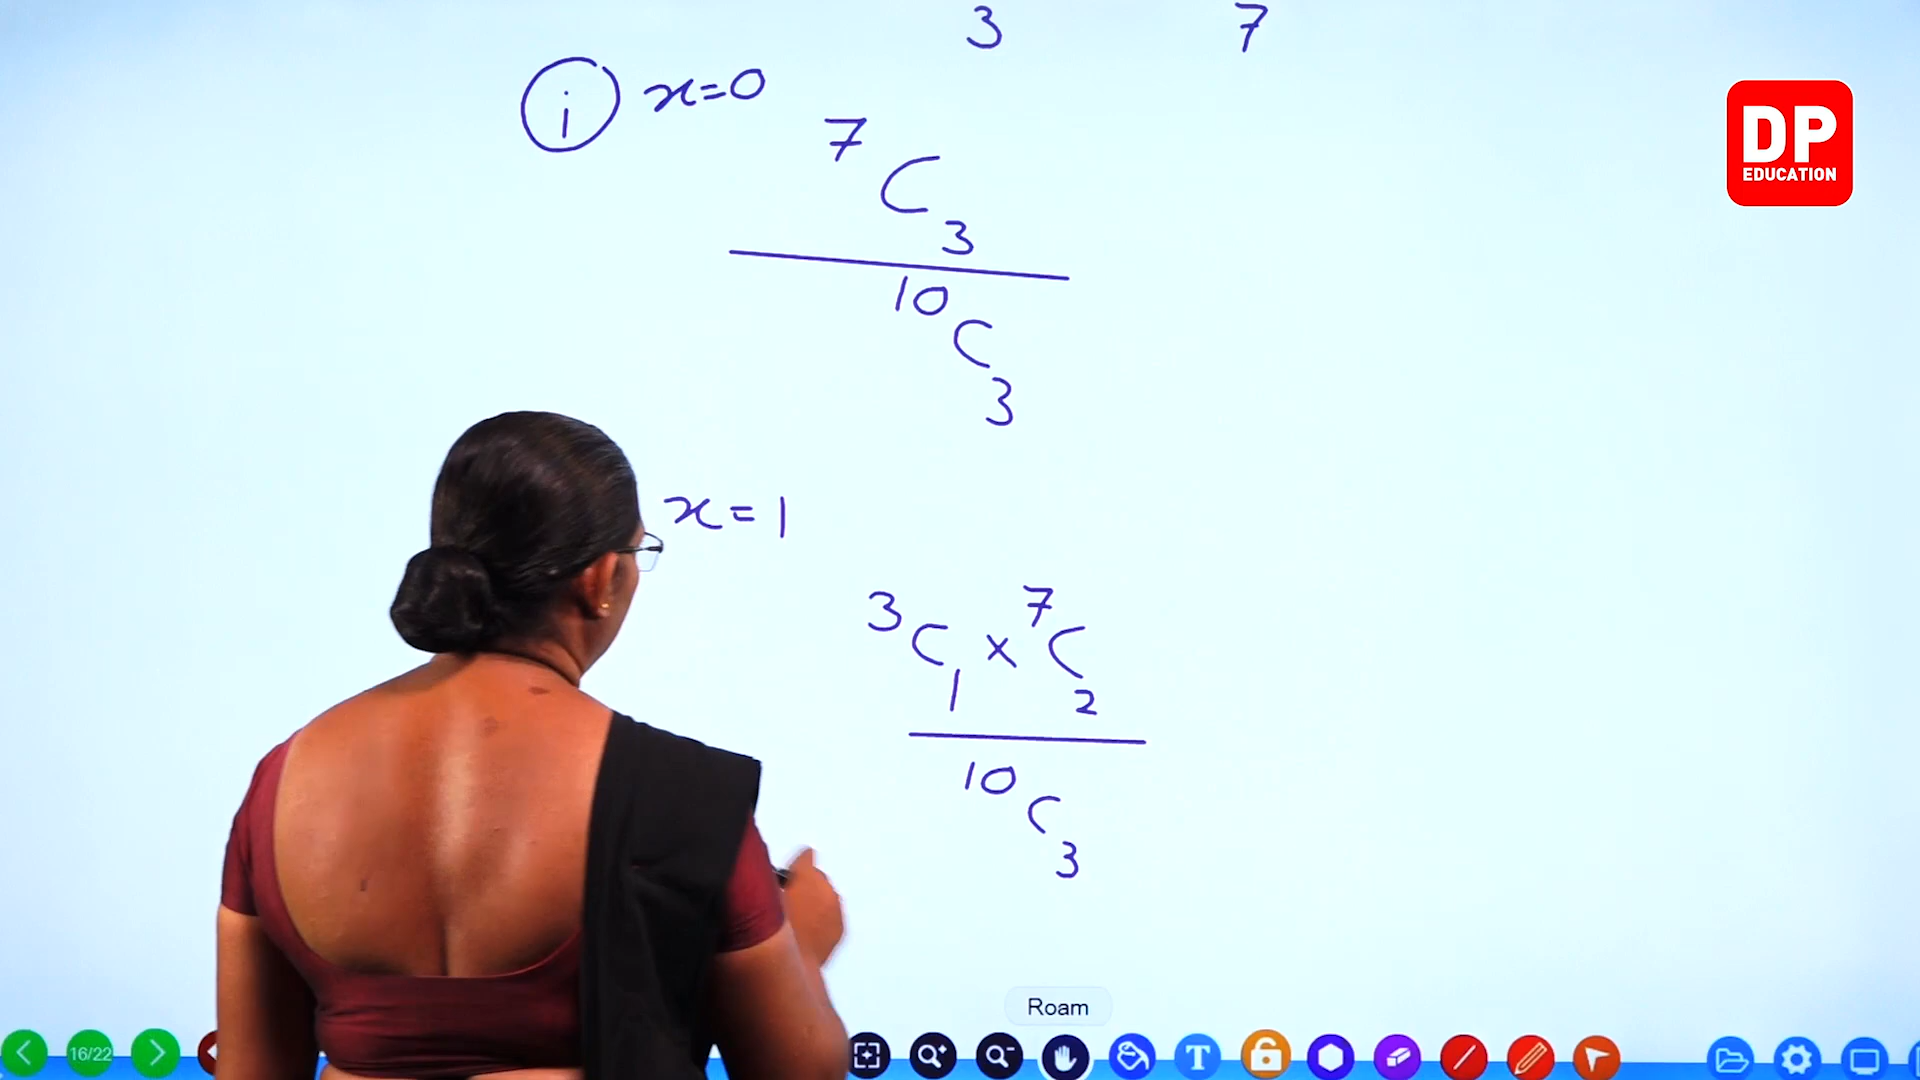 3 7
i x=0
7C3
10C3
x=1
3C1 × 7C2
10C3
DP
EDUCATION
Roam
16/22
T